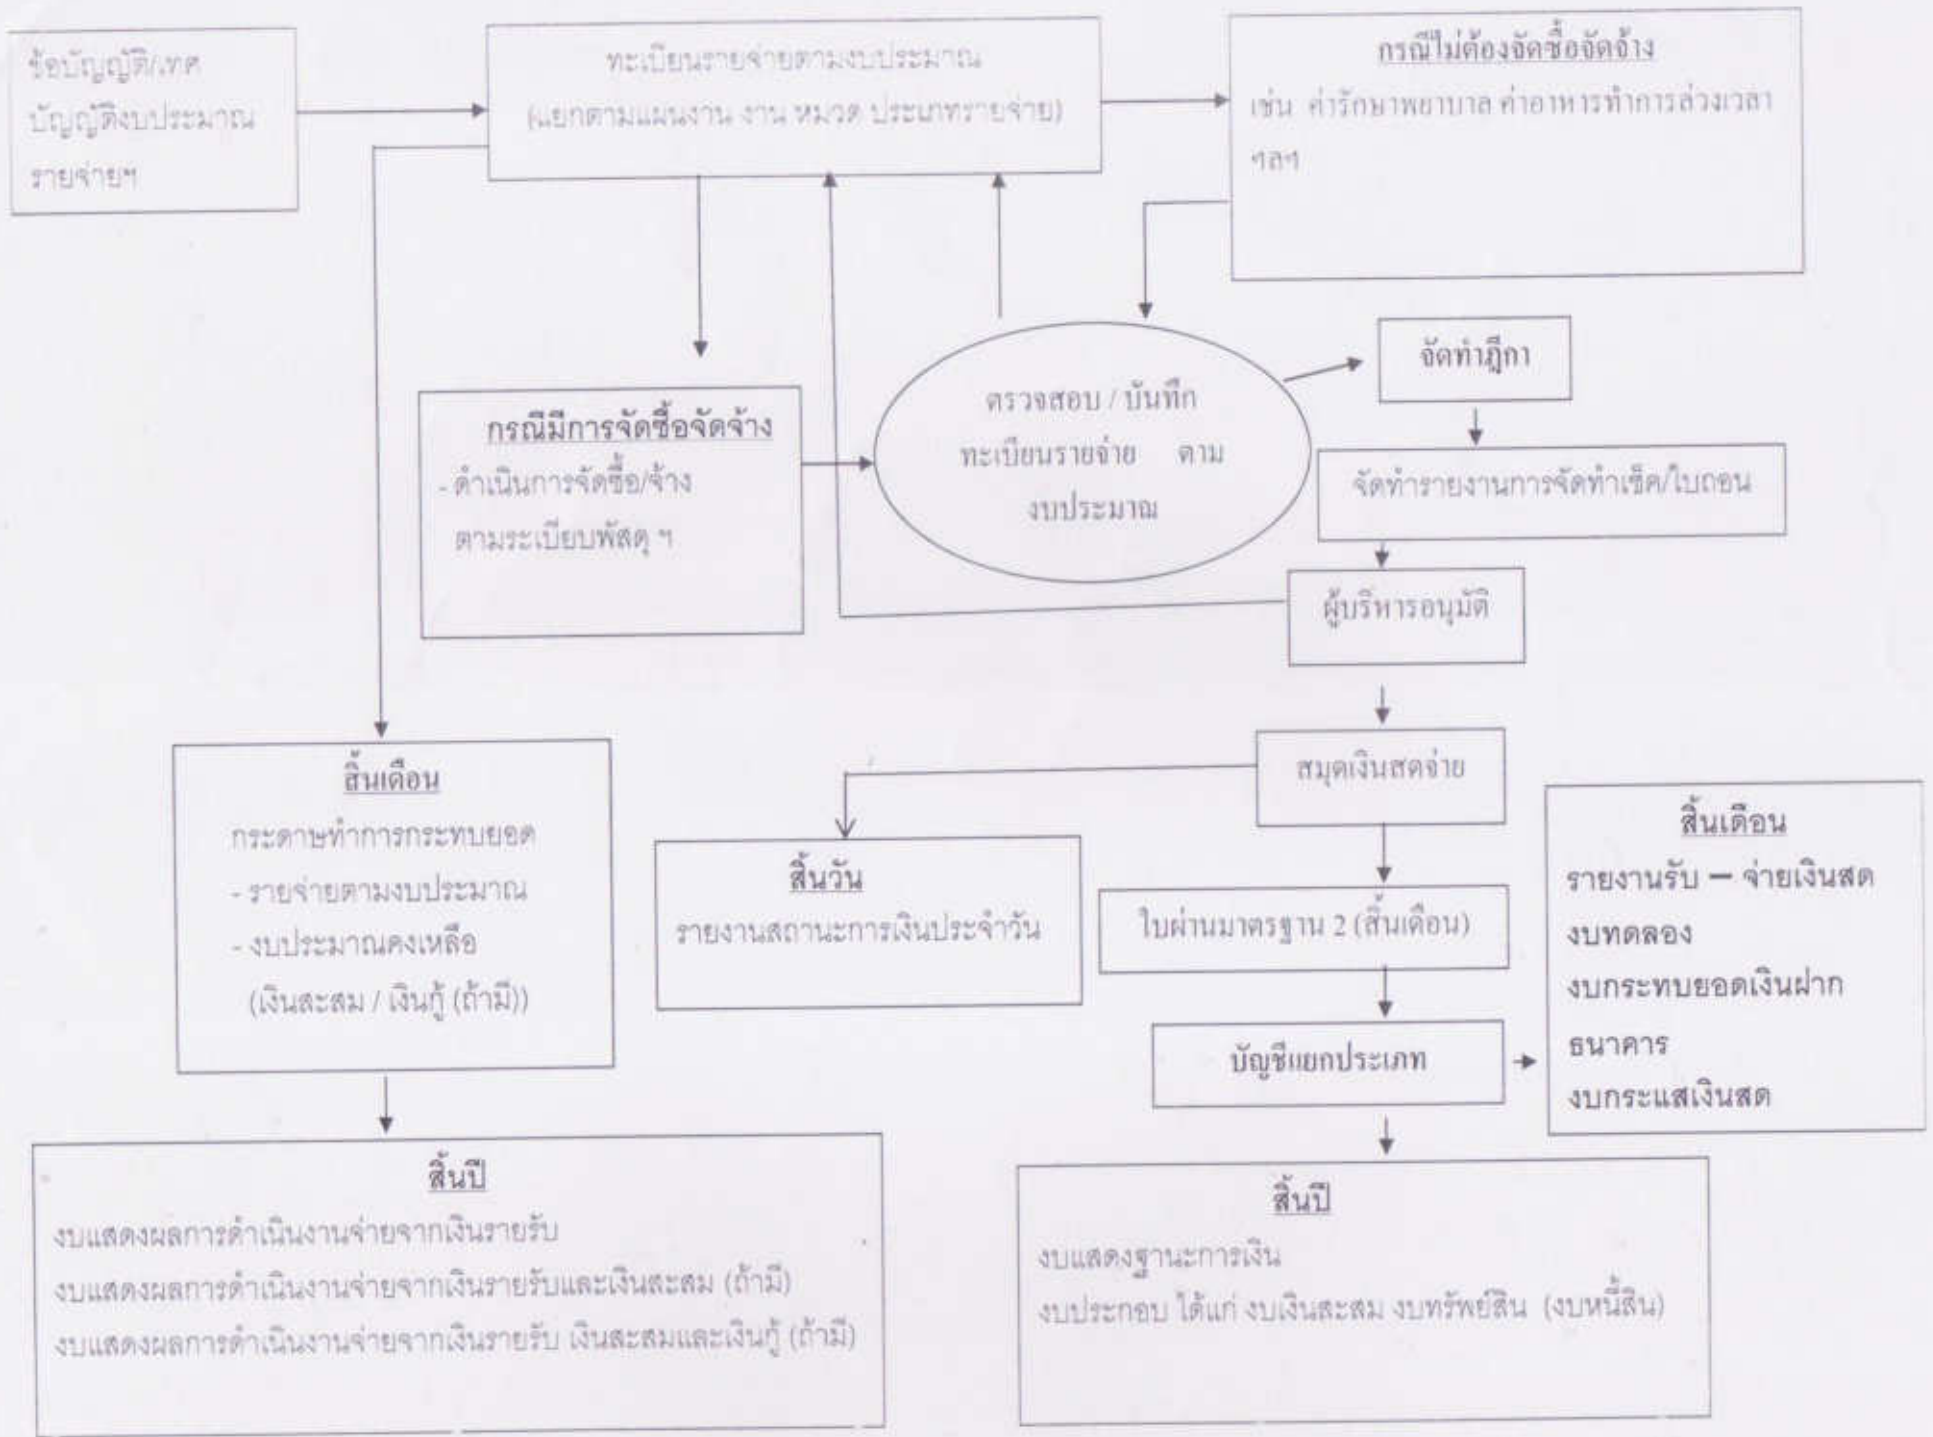 ข้อบัญญัติ/เทศ
บัญญัติงบประมาณ
รายจ่ายฯ
ทะเบียนรายจ่ายตามงบประมาณ
(แยกตามแผนงาน งาน หมวด ประเภทรายจ่าย)
กรณีไม่ต้องจัดซื้อจัดจ้าง
เช่น ค่ารักษาพยาบาล ค่าอาหารทำการล่วงเวลา
ฯลฯ
กรณีมีการจัดซื้อจัดจ้าง
- ดำเนินการจัดซื้อ/จ้าง
ตามระเบียบพัสดุ ฯ
ตรวจสอบ / บันทึก
ทะเบียนรายจ่าย ตาม
งบประมาณ
จัดทำฎีกา
จัดทำรายงานการจัดทำเช็ค/ใบถอน
ผู้บริหารอนุมัติ
สมุดเงินสดจ่าย
สิ้นเดือน
กระดาษทำการกระทบยอด
- รายจ่ายตามงบประมาณ
- งบประมาณคงเหลือ
(เงินสะสม / เงินกู้ (ถ้ามี))
สิ้นวัน
รายงานสถานะการเงินประจำวัน
ใบผ่านมาตรฐาน 2 (สิ้นเดือน)
บัญชีแยกประเภท
สิ้นเดือน
รายงานรับ – จ่ายเงินสด
งบทดลอง
งบกระทบยอดเงินฝาก
ธนาคาร
งบกระแสเงินสด
สิ้นปี
งบแสดงผลการดำเนินงานจ่ายจากเงินรายรับ
งบแสดงผลการดำเนินงานจ่ายจากเงินรายรับและเงินสะสม (ถ้ามี)
งบแสดงผลการดำเนินงานจ่ายจากเงินรายรับ เงินสะสมและเงินกู้ (ถ้ามี)
สิ้นปี
งบแสดงฐานะการเงิน
งบประกอบ ได้แก่ งบเงินสะสม งบทรัพย์สิน (งบหนี้สิน)